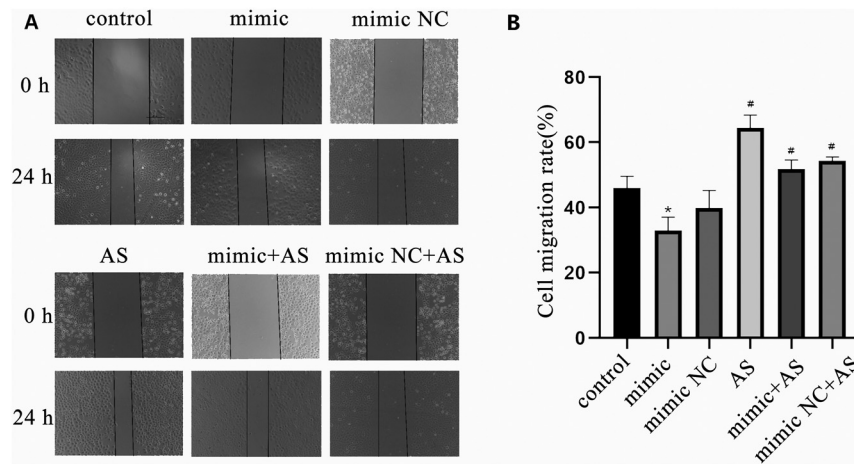 A
control mimic mimic NC
0 h
24 h
AS mimic+AS mimic NC+AS
0 h
24 h
B
Cell migration rate(%)
80
60
40
20
0
*
#
#
#
control
mimic
mimic NC
AS
mimic+AS
mimic NC+AS